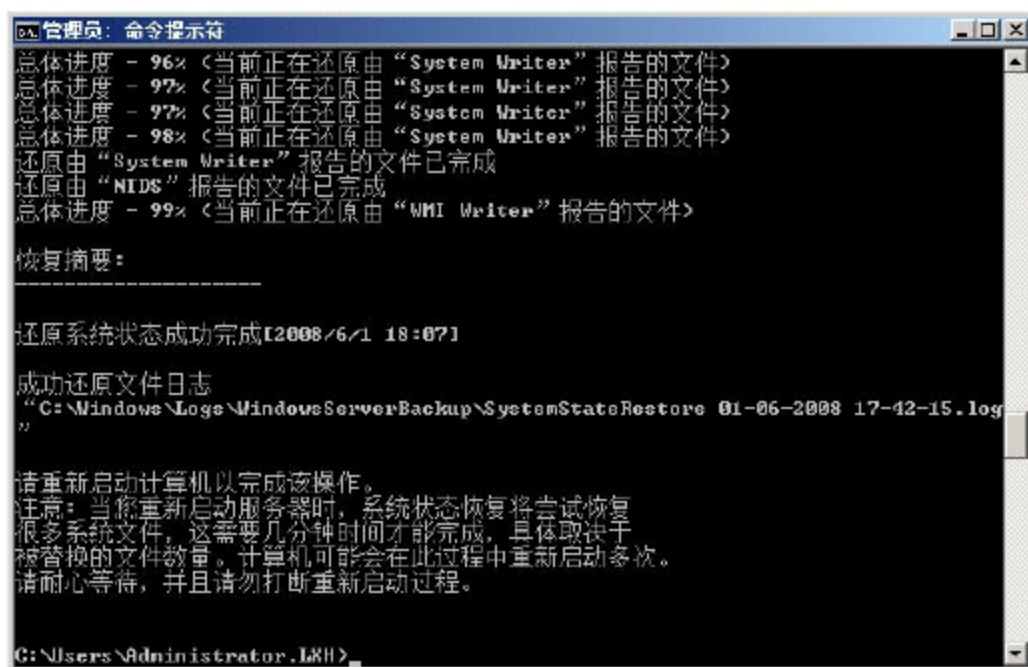 管理员: 命令提示符
总体进度 - 96% (当前正在还原由 “System Writer” 报告的文件)
总体进度 - 97% (当前正在还原由 “System Writer” 报告的文件)
总体进度 - 97% (当前正在还原由 “System Writer” 报告的文件)
总体进度 - 98% (当前正在还原由 “System Writer” 报告的文件)
还原由 “System Writer” 报告的文件已完成
还原由 “NTDS” 报告的文件已完成
总体进度 - 99% (当前正在还原由 “WMI Writer” 报告的文件)
恢复摘要:
--------------------
还原系统状态成功完成[2008/6/1 18:07]
成功还原文件日志
“C:\Windows\Logs\WindowsServerBackup\SystemStateRestore 01-06-2008 17-42-15.log
”
请重新启动计算机以完成该操作。
注意: 当您重新启动服务器时，系统状态恢复将尝试恢复
很多系统文件，这需要几分钟时间才能完成，具体取决于
被替换的文件数量。计算机可能会在此过程中重新启动多次。
请耐心等待，并且请勿打断重新启动过程。
C:\Users\Administrator.LXH>_